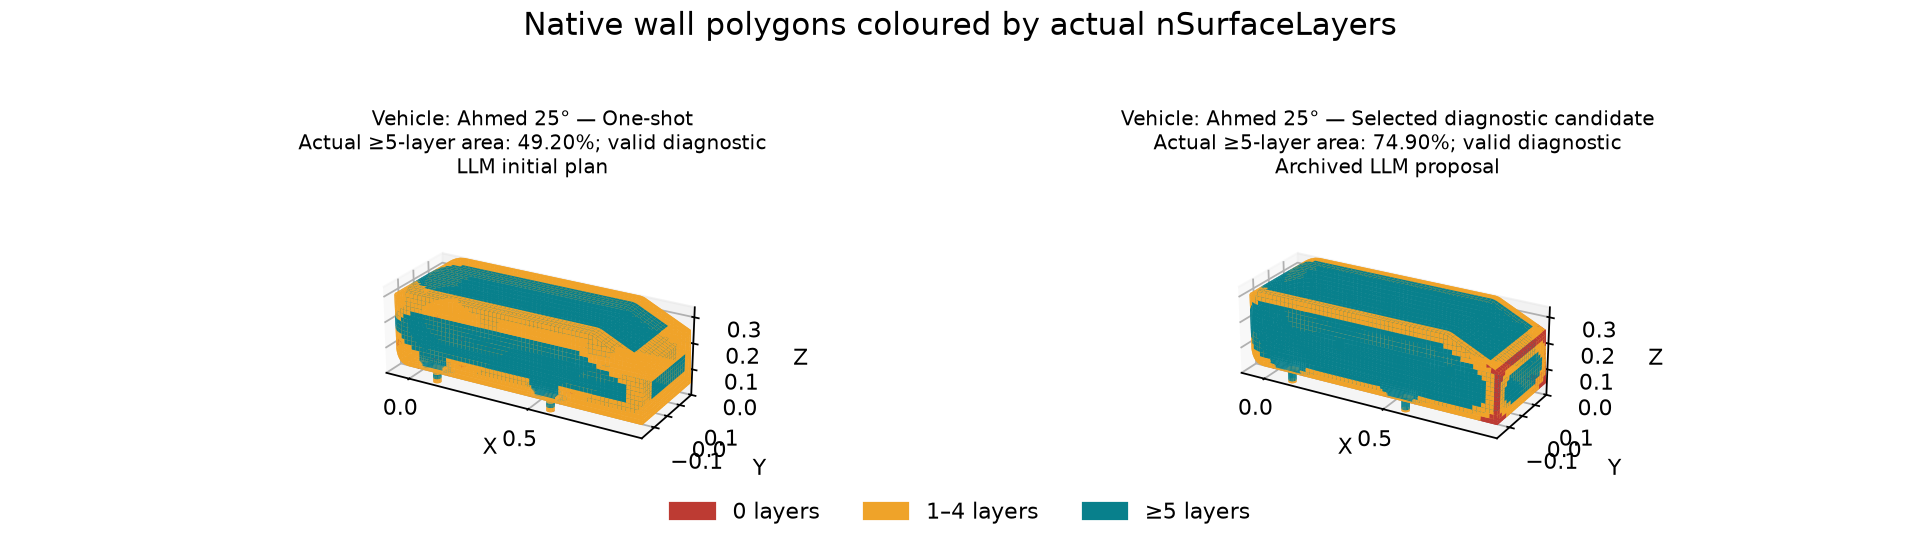 Native wall polygons coloured by actual nSurfaceLayers
Vehicle: Ahmed 25° — One-shot
Actual ≥5-layer area: 49.20%; valid diagnostic
LLM initial plan
0.3
0.2
0.1
0.0
Z
0.0
0.5
X
0.1
0.0
−0.1
Y
Vehicle: Ahmed 25° — Selected diagnostic candidate
Actual ≥5-layer area: 74.90%; valid diagnostic
Archived LLM proposal
0.3
0.2
0.1
0.0
Z
0.0
0.5
X
0.1
0.0
−0.1
Y
0 layers
1–4 layers
≥5 layers